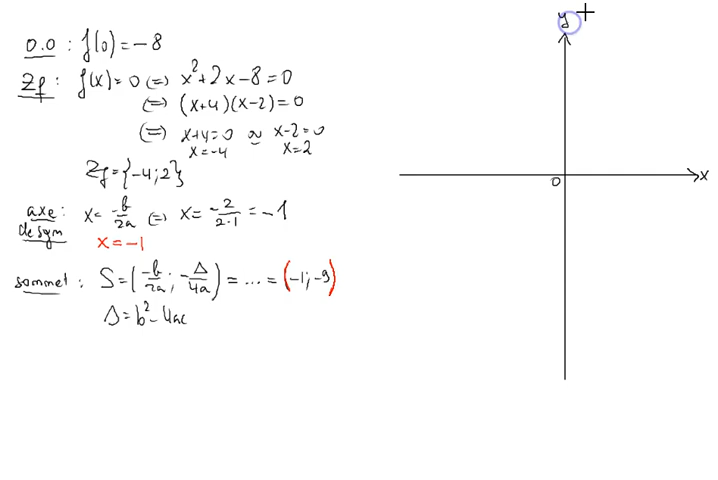 O.O : f(0) = -8
Zf : f(x) = 0 (=) x² + 2x - 8 = 0
(=) (x+4)(x-2) = 0
(=) x+4=0 ou x-2=0
x=-4 x=2
Zf = {-4;2}
axe de sym : x = -b/2a (=) x = -2/2·1 = -1
x = -1
sommet : S = (-b/2a ; -Δ/4a) = ... = (-1; -9)
Δ = b² - 4ac
y
x
0